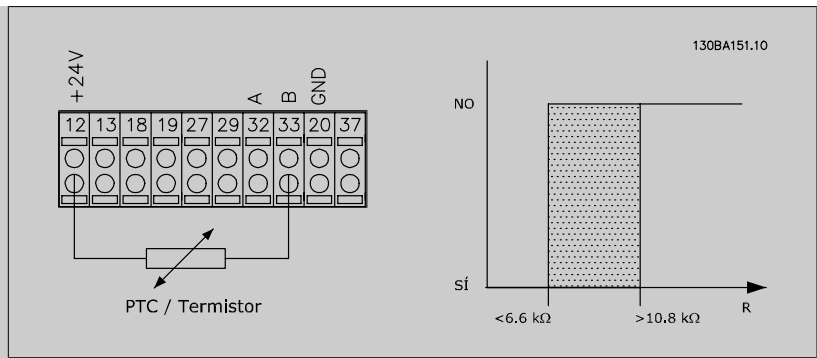 130BA151.10
+24V
A
B
GND
12 13 18 19 27 29 32 33 20 37
PTC / Termistor
NO
SÍ
<6.6 kΩ
>10.8 kΩ
R